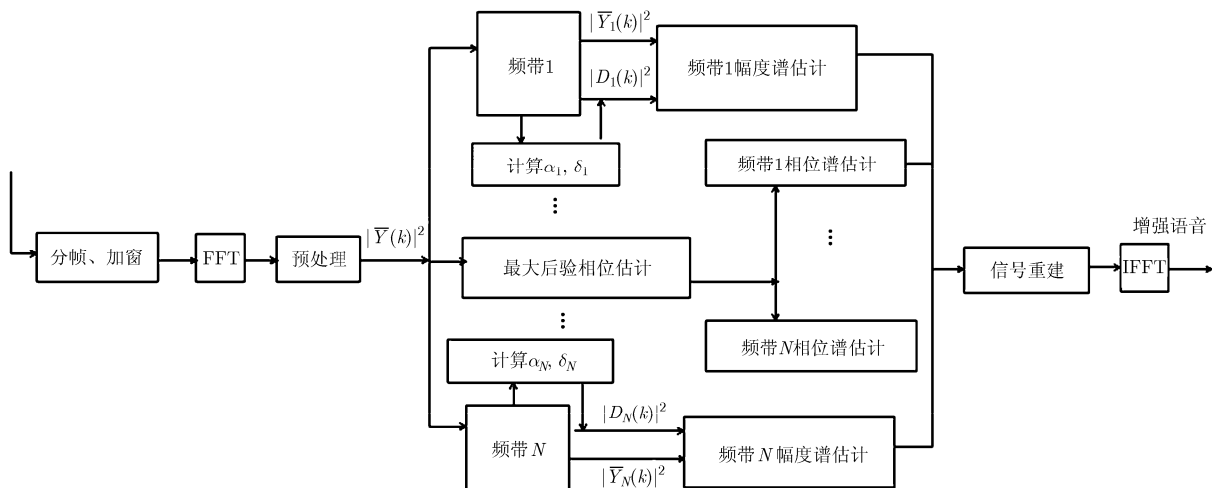 |Y̅₁(k)|²
频带1
频带1幅度谱估计
|D₁(k)|²
计算α₁, δ₁
频带1相位谱估计
⋮
|Y̅(k)|²
增强语音
分帧、加窗
FFT
预处理
最大后验相位估计
⋮
信号重建
IFFT
⋮
频带N相位谱估计
计算α_N, δ_N
|D_N(k)|²
频带N
频带N幅度谱估计
|Y̅_N(k)|²